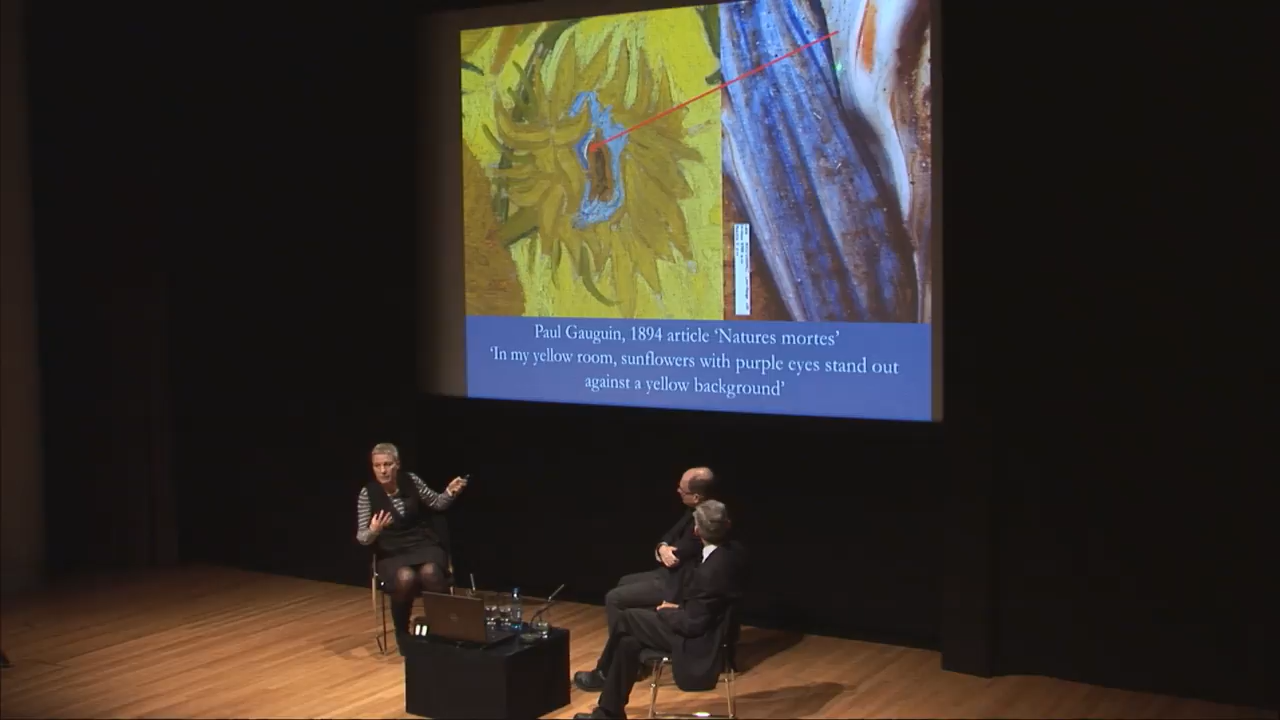 Paul Gauguin, 1894 article ‘Natures mortes’
‘In my yellow room, sunflowers with purple eyes stand out
against a yellow background’